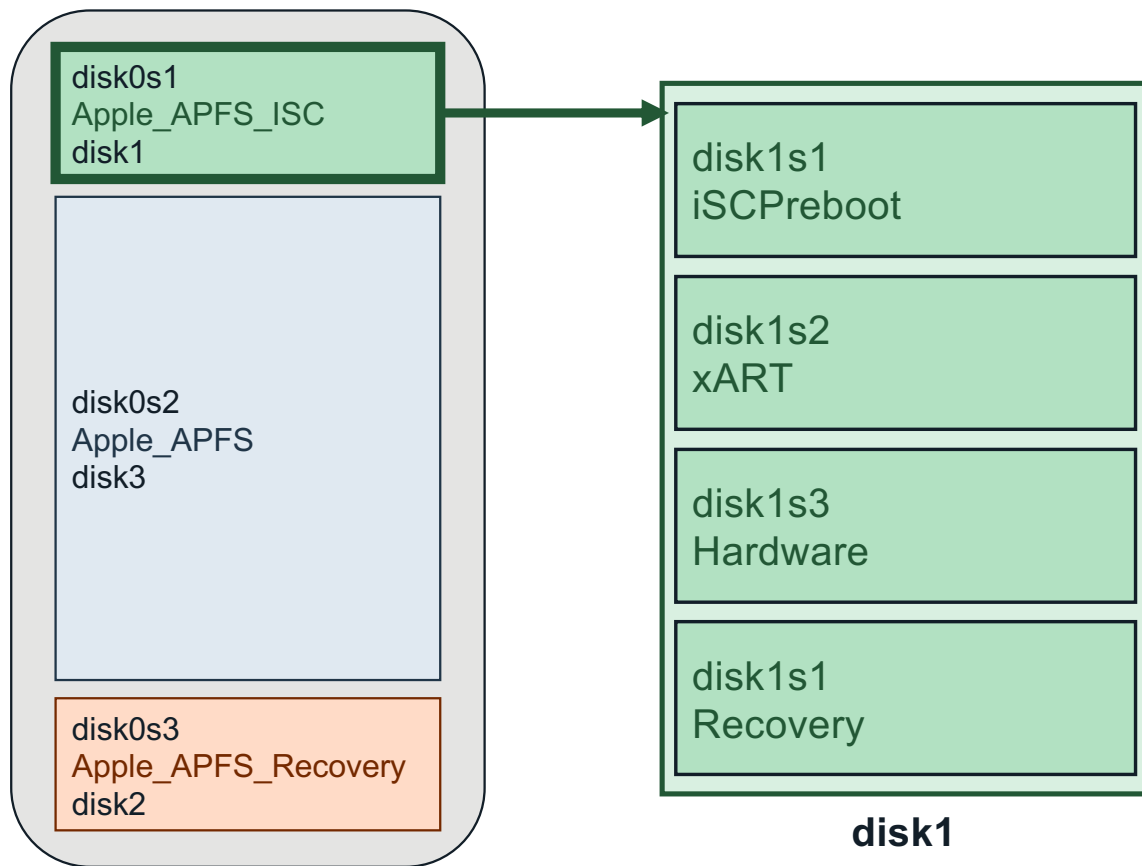 disk0s1
Apple_APFS_ISC
disk1
disk0s2
Apple_APFS
disk3
disk0s3
Apple_APFS_Recovery
disk2
disk1s1
iSCPreboot
disk1s2
xART
disk1s3
Hardware
disk1s1
Recovery
disk1